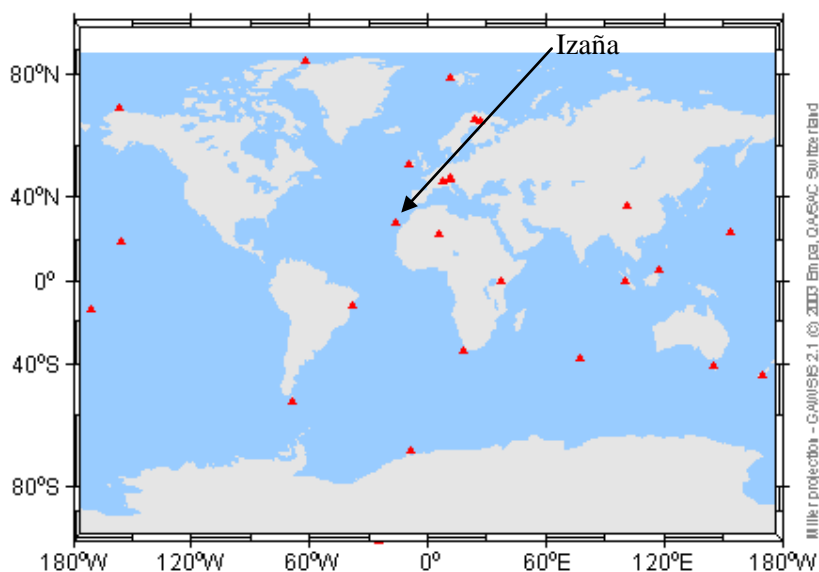 Izaña
80ºN
40ºN
0º
40ºS
80ºS
180ºW
120ºW
60ºW
0º
60ºE
120ºE
180ºW
Miller projection - GAWSIS 2.1 (c) 2003 Empa, QA/SAC Switzerland